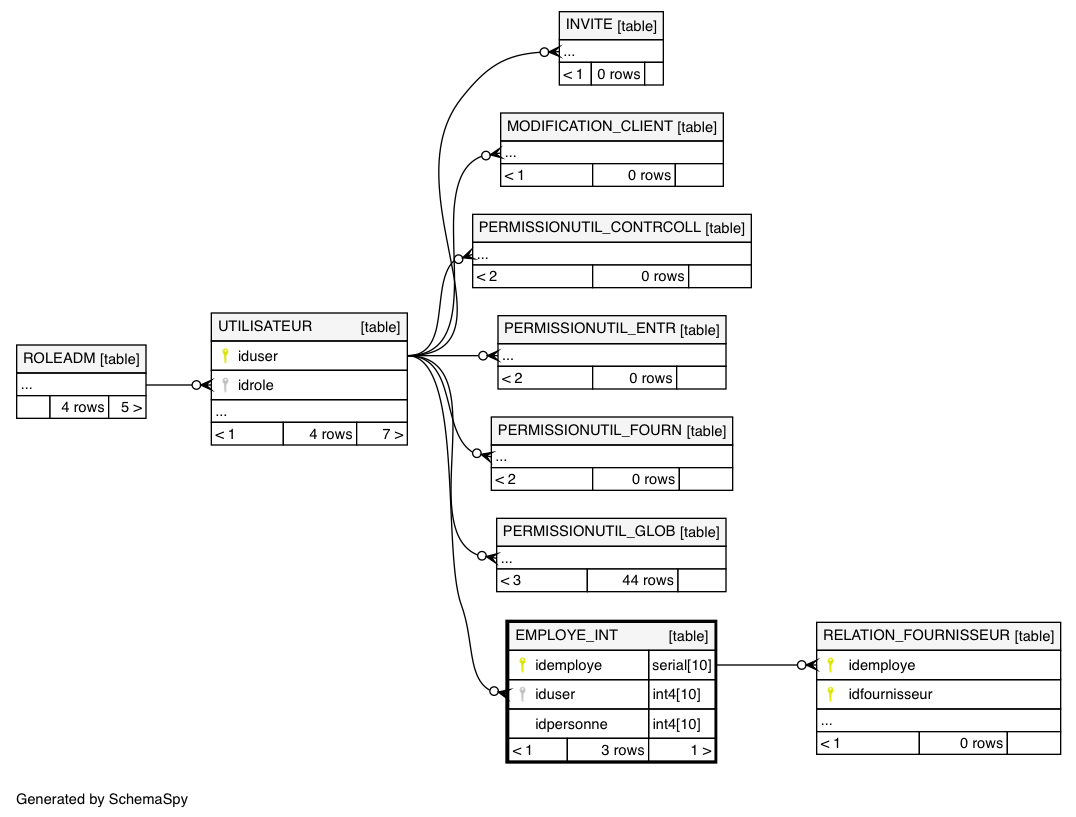 INVITE [table]
...
< 1 0 rows
MODIFICATION_CLIENT [table]
...
< 1 0 rows
PERMISSIONUTIL_CONTRCOLL [table]
...
< 2 0 rows
UTILISATEUR [table]
iduser
idrole
...
< 1 4 rows 7 >
PERMISSIONUTIL_ENTR [table]
...
< 2 0 rows
ROLEADM [table]
...
4 rows 5 >
PERMISSIONUTIL_FOURN [table]
...
< 2 0 rows
PERMISSIONUTIL_GLOB [table]
...
< 3 44 rows
EMPLOYE_INT [table]
idemploye serial[10]
iduser int4[10]
idpersonne int4[10]
< 1 3 rows 1 >
RELATION_FOURNISSEUR [table]
idemploye
idfournisseur
...
< 1 0 rows
Generated by SchemaSpy